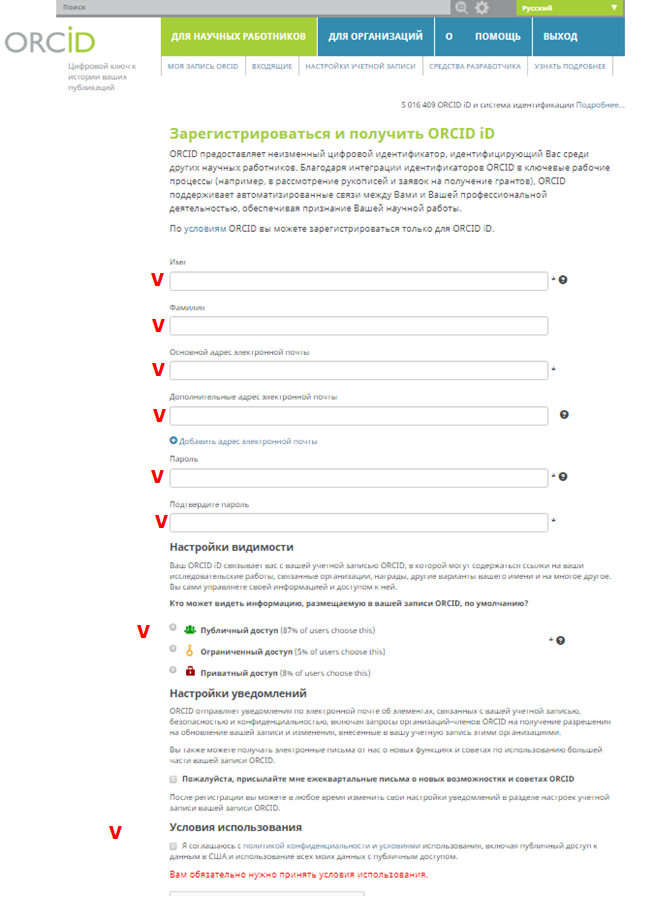 Поиск
Русский
ORCID
ДЛЯ НАУЧНЫХ РАБОТНИКОВ
ДЛЯ ОРГАНИЗАЦИЙ
О
ПОМОЩЬ
ВЫХОД
Цифровой ключ к
истории ваших
публикаций
МОЯ ЗАПИСЬ ORCID
ВХОДЯЩИЕ
НАСТРОЙКИ УЧЕТНОЙ ЗАПИСИ
СРЕДСТВА РАЗРАБОТЧИКА
УЗНАТЬ ПОДРОБНЕЕ
5 016 409 ORCID iD и система идентификации Подробнее...
Зарегистрироваться и получить ORCID iD
ORCID предоставляет неизменный цифровой идентификатор, идентифицирующий Вас среди
других научных работников. Благодаря интеграции идентификаторов ORCID в ключевые рабочие
процессы (например, в рассмотрение рукописей и заявок на получение грантов), ORCID
поддерживает автоматизированные связи между Вами и Вашей профессиональной
деятельностью, обеспечивая признание Вашей научной работы.
По условиям ORCID вы можете зарегистрироваться только для ORCID iD.
Имя
V * ?
Фамилия
V
Основной адрес электронной почты
V *
Дополнительные адрес электронной почты
V ?
Добавить адрес электронной почты
Пароль
V * ?
Подтвердите пароль
V *
Настройки видимости
Ваш ORCID iD связывает вас с вашей учетной записью ORCID, в которой могут содержаться ссылки на ваши
исследовательские работы, связанные организации, награды, другие варианты вашего имени и на многое другое.
Вы сами управляете своей информацией и доступом к ней.
Кто может видеть информацию, размещаемую в вашей записи ORCID, по умолчанию?
V Публичный доступ (87% of users choose this)
* ?
Ограниченный доступ (5% of users choose this)
Приватный доступ (8% of users choose this)
Настройки уведомлений
ORCID отправляет уведомления по электронной почте об элементах, связанных с вашей учетной записью,
безопасностью и конфиденциальностью, включая запросы организаций-членов ORCID на получение разрешения
на обновление вашей записи и изменения, внесенные в вашу учетную запись этими организациями.
Вы также можете получать электронные письма от нас о новых функциях и советах по использованию большей
части вашей записи ORCID.
Пожалуйста, присылайте мне ежеквартальные письма о новых возможностях и советах ORCID
После регистрации вы можете в любое время изменить свои настройки уведомлений в разделе настроек учетной
записи вашей записи ORCID.
V Условия использования
Я соглашаюсь с политикой конфиденциальности и условиями использования, включая публичный доступ к
данным в США и использование всех моих данных с публичным доступом.
Вам обязательно нужно принять условия использования.